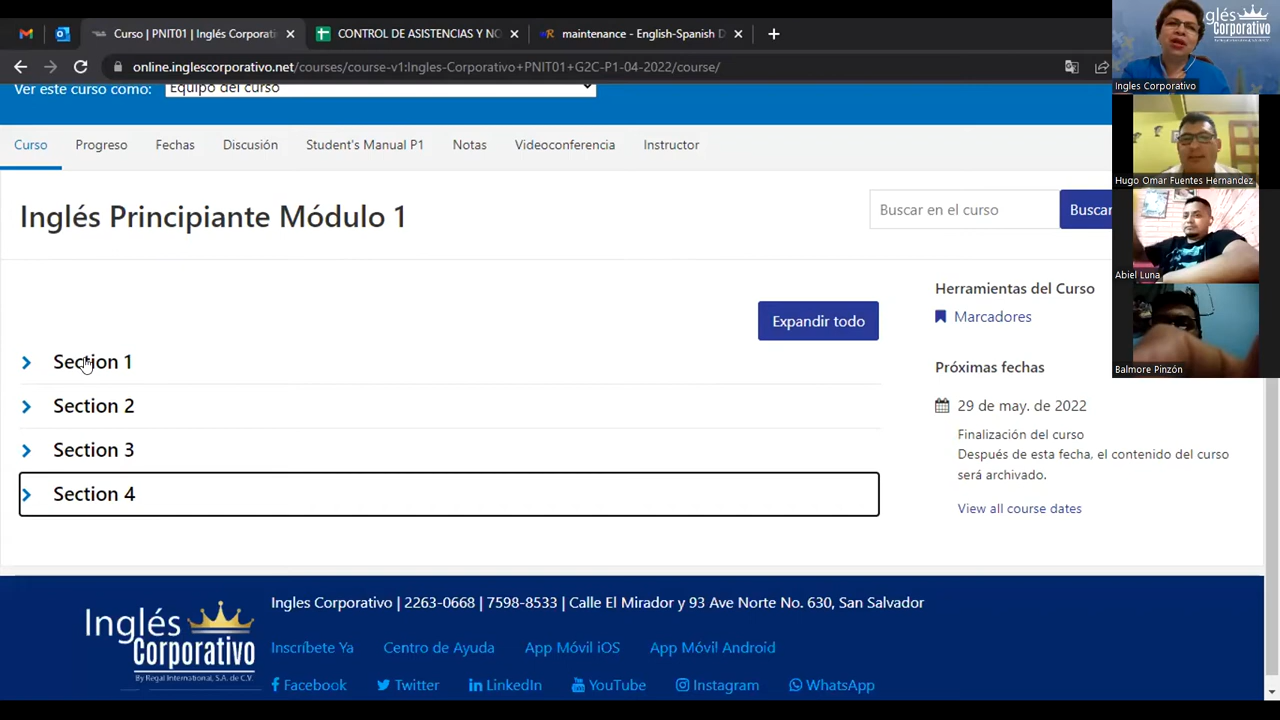 Curso | PNIT01 | Inglés Corporati
CONTROL DE ASISTENCIAS Y NO
maintenance - English-Spanish D
online.inglescorporativo.net/courses/course-v1:Ingles-Corporativo+PNIT01+G2C-P1-04-2022/course/
Ver este curso como:
Equipo del curso
Curso
Progreso
Fechas
Discusión
Student's Manual P1
Notas
Videoconferencia
Instructor
Inglés Principiante Módulo 1
Buscar en el curso
Buscar
Expandir todo
Section 1
Section 2
Section 3
Section 4
Herramientas del Curso
Marcadores
Próximas fechas
29 de may. de 2022
Finalización del curso
Después de esta fecha, el contenido del curso
será archivado.
View all course dates
Inglés
Corporativo
By Regal International, S.A. de C.V.
Ingles Corporativo | 2263-0668 | 7598-8533 | Calle El Mirador y 93 Ave Norte No. 630, San Salvador
Inscríbete Ya
Centro de Ayuda
App Móvil iOS
App Móvil Android
Facebook
Twitter
LinkedIn
YouTube
Instagram
WhatsApp
glés
Corporativo
Ingles Corporativo
Hugo Omar Fuentes Hernandez
Abiel Luna
Balmore Pinzón